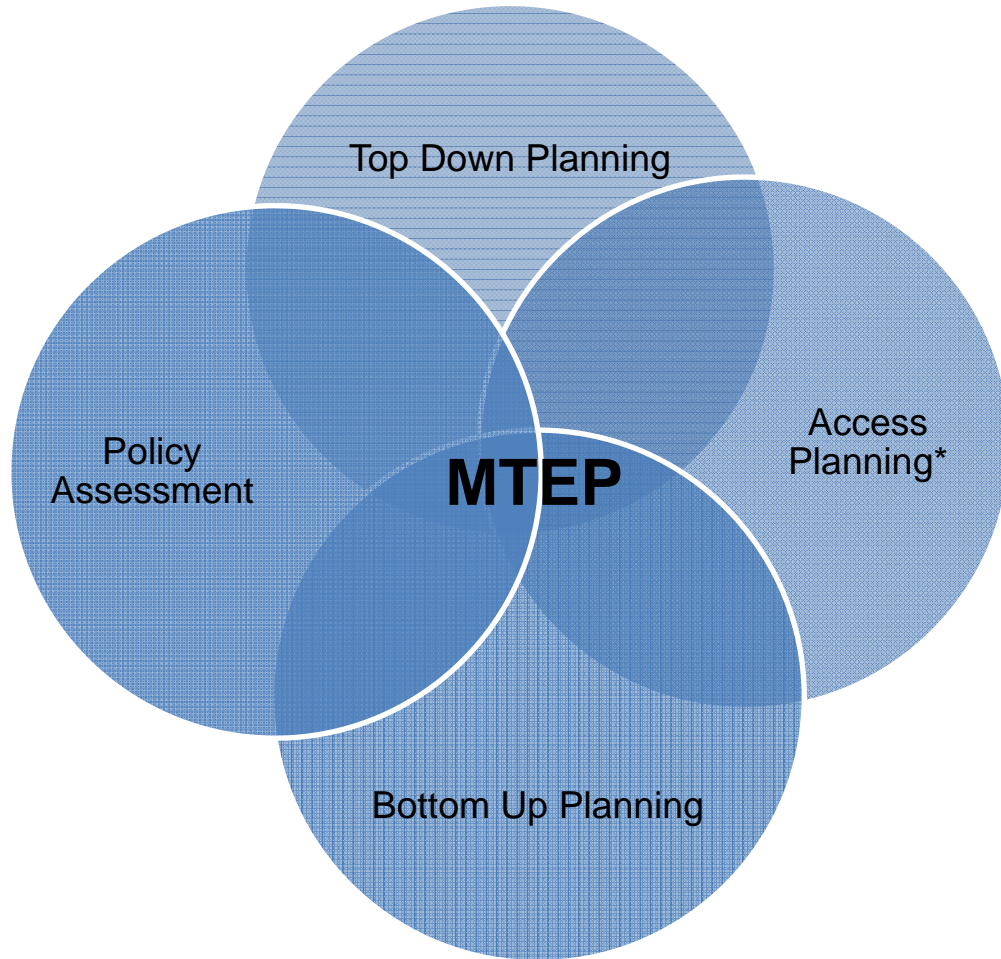 Top Down Planning
Policy
Assessment
Access
Planning*
MTEP
Bottom Up Planning